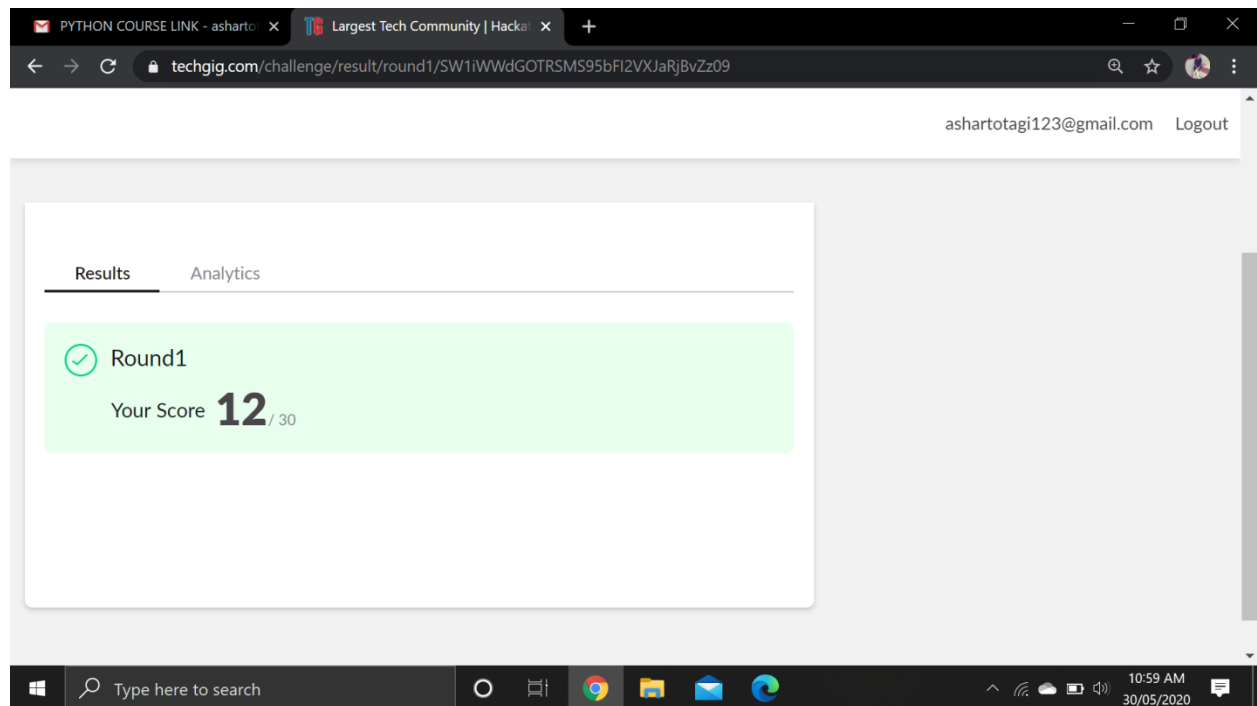 PYTHON COURSE LINK - asharto
Largest Tech Community | Hacka
techgig.com/challenge/result/round1/SW1iWWdGOTRSMS95bFI2VXJaRjBvZz09
ashartotagi123@gmail.com Logout
Results Analytics
Round1
Your Score 12 / 30
Type here to search
10:59 AM
30/05/2020